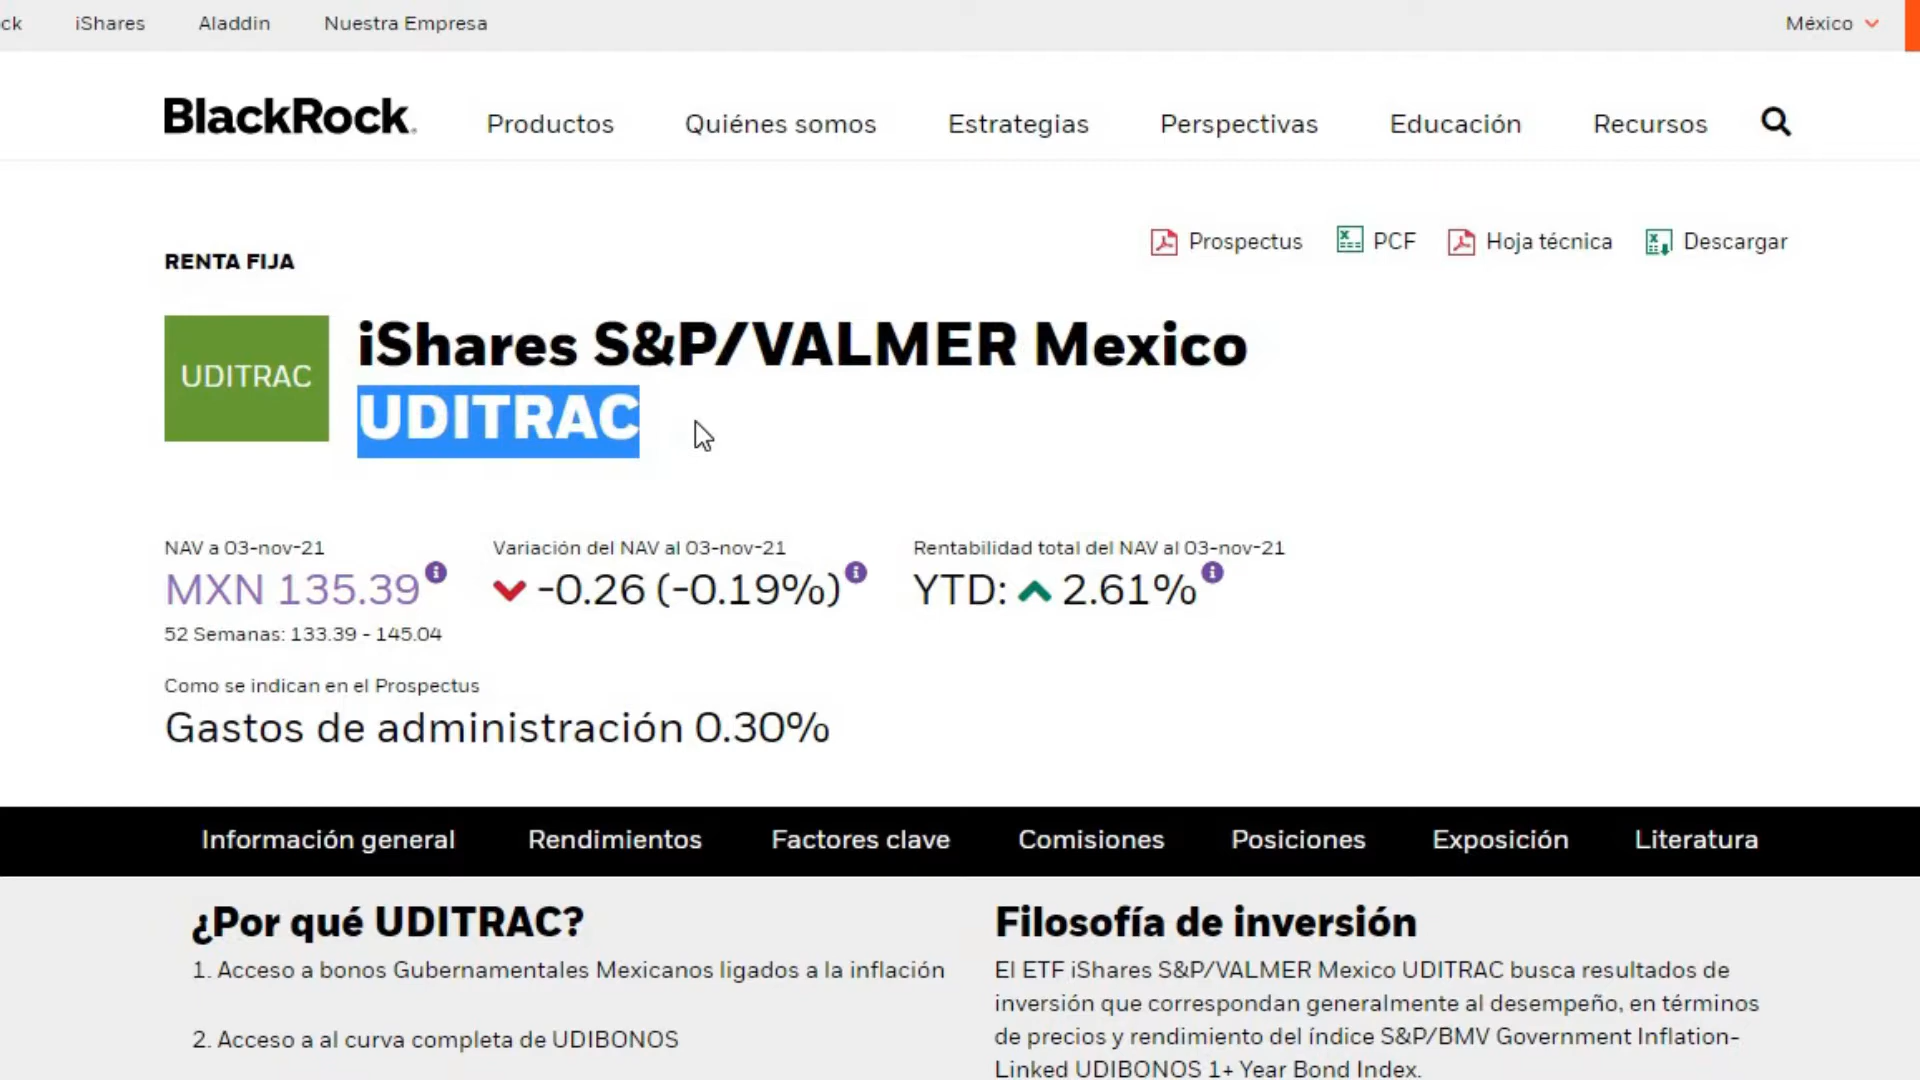 ck iShares Aladdin Nuestra Empresa México
BlackRock. Productos Quiénes somos Estrategias Perspectivas Educación Recursos
Prospectus PCF Hoja técnica Descargar
RENTA FIJA
UDITRAC
iShares S&P/VALMER Mexico
UDITRAC
NAV a 03-nov-21
MXN 135.39
52 Semanas: 133.39 - 145.04
Variación del NAV al 03-nov-21
-0.26 (-0.19%)
Rentabilidad total del NAV al 03-nov-21
YTD: 2.61%
Como se indican en el Prospectus
Gastos de administración 0.30%
Información general Rendimientos Factores clave Comisiones Posiciones Exposición Literatura
¿Por qué UDITRAC?
1. Acceso a bonos Gubernamentales Mexicanos ligados a la inflación
2. Acceso a al curva completa de UDIBONOS
Filosofía de inversión
El ETF iShares S&P/VALMER Mexico UDITRAC busca resultados de
inversión que correspondan generalmente al desempeño, en términos
de precios y rendimiento del índice S&P/BMV Government Inflation-
Linked UDIBONOS 1+ Year Bond Index.